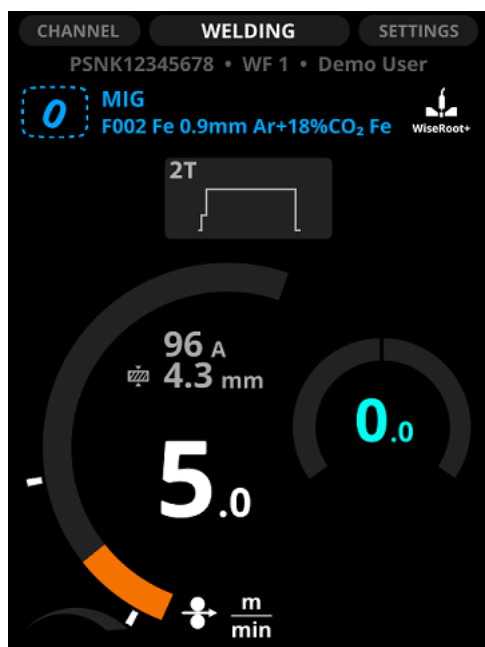 CHANNEL WELDING SETTINGS
PSNK12345678 • WF 1 • Demo User
0 MIG
F002 Fe 0.9mm Ar+18%CO₂ Fe
WiseRoot+
2T
96 A
4.3 mm
0.0
5.0
m
min